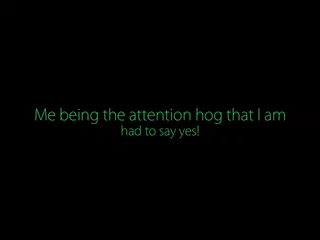 Me being the attention hog that I am
had to say yes!